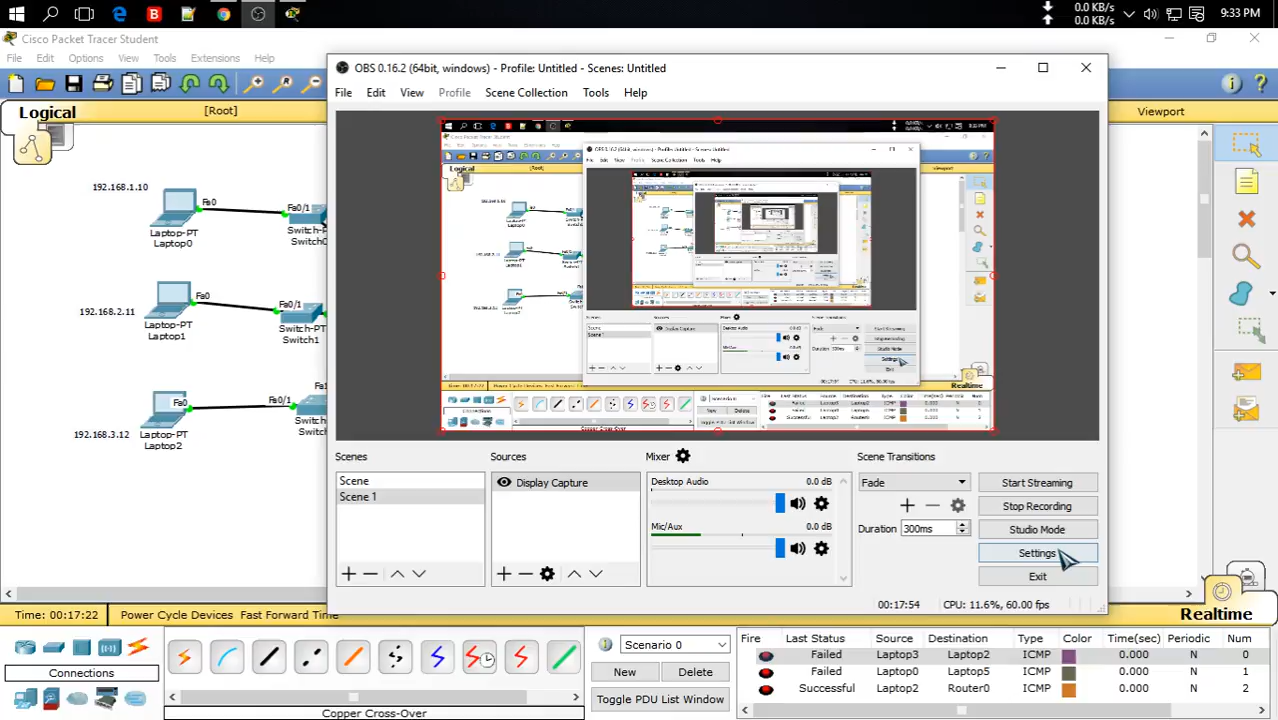 0.0 KB/s
0.0 KB/s
9:33 PM
Cisco Packet Tracer Student
File Edit Options View Tools Extensions Help
Logical
[Root]
Viewport
192.168.1.10
Fa0
Fa0/1
Laptop-PT
Laptop0
Switch-P
Switch0
192.168.2.11
Fa0
Fa0/1
Laptop-PT
Laptop1
Switch-PT
Switch1
192.168.3.12
Fa0
Fa0/1
Fa1
Laptop-PT
Laptop2
Switch
Switch
OBS 0.16.2 (64bit, windows) - Profile: Untitled - Scenes: Untitled
File Edit View Profile Scene Collection Tools Help
Scenes
Scene
Scene 1
Sources
Display Capture
Mixer
Desktop Audio 0.0 dB
Mic/Aux 0.0 dB
Scene Transitions
Fade
Duration 300ms
Start Streaming
Stop Recording
Studio Mode
Settings
Exit
00:17:54 CPU: 11.6%, 60.00 fps
Time: 00:17:22 Power Cycle Devices Fast Forward Time
Realtime
Connections
Copper Cross-Over
Scenario 0
New Delete
Toggle PDU List Window
Fire Last Status Source Destination Type Color Time(sec) Periodic Num
Failed Laptop3 Laptop2 ICMP 0.000 N 0
Failed Laptop0 Laptop5 ICMP 0.000 N 1
Successful Laptop2 Router0 ICMP 0.000 N 2